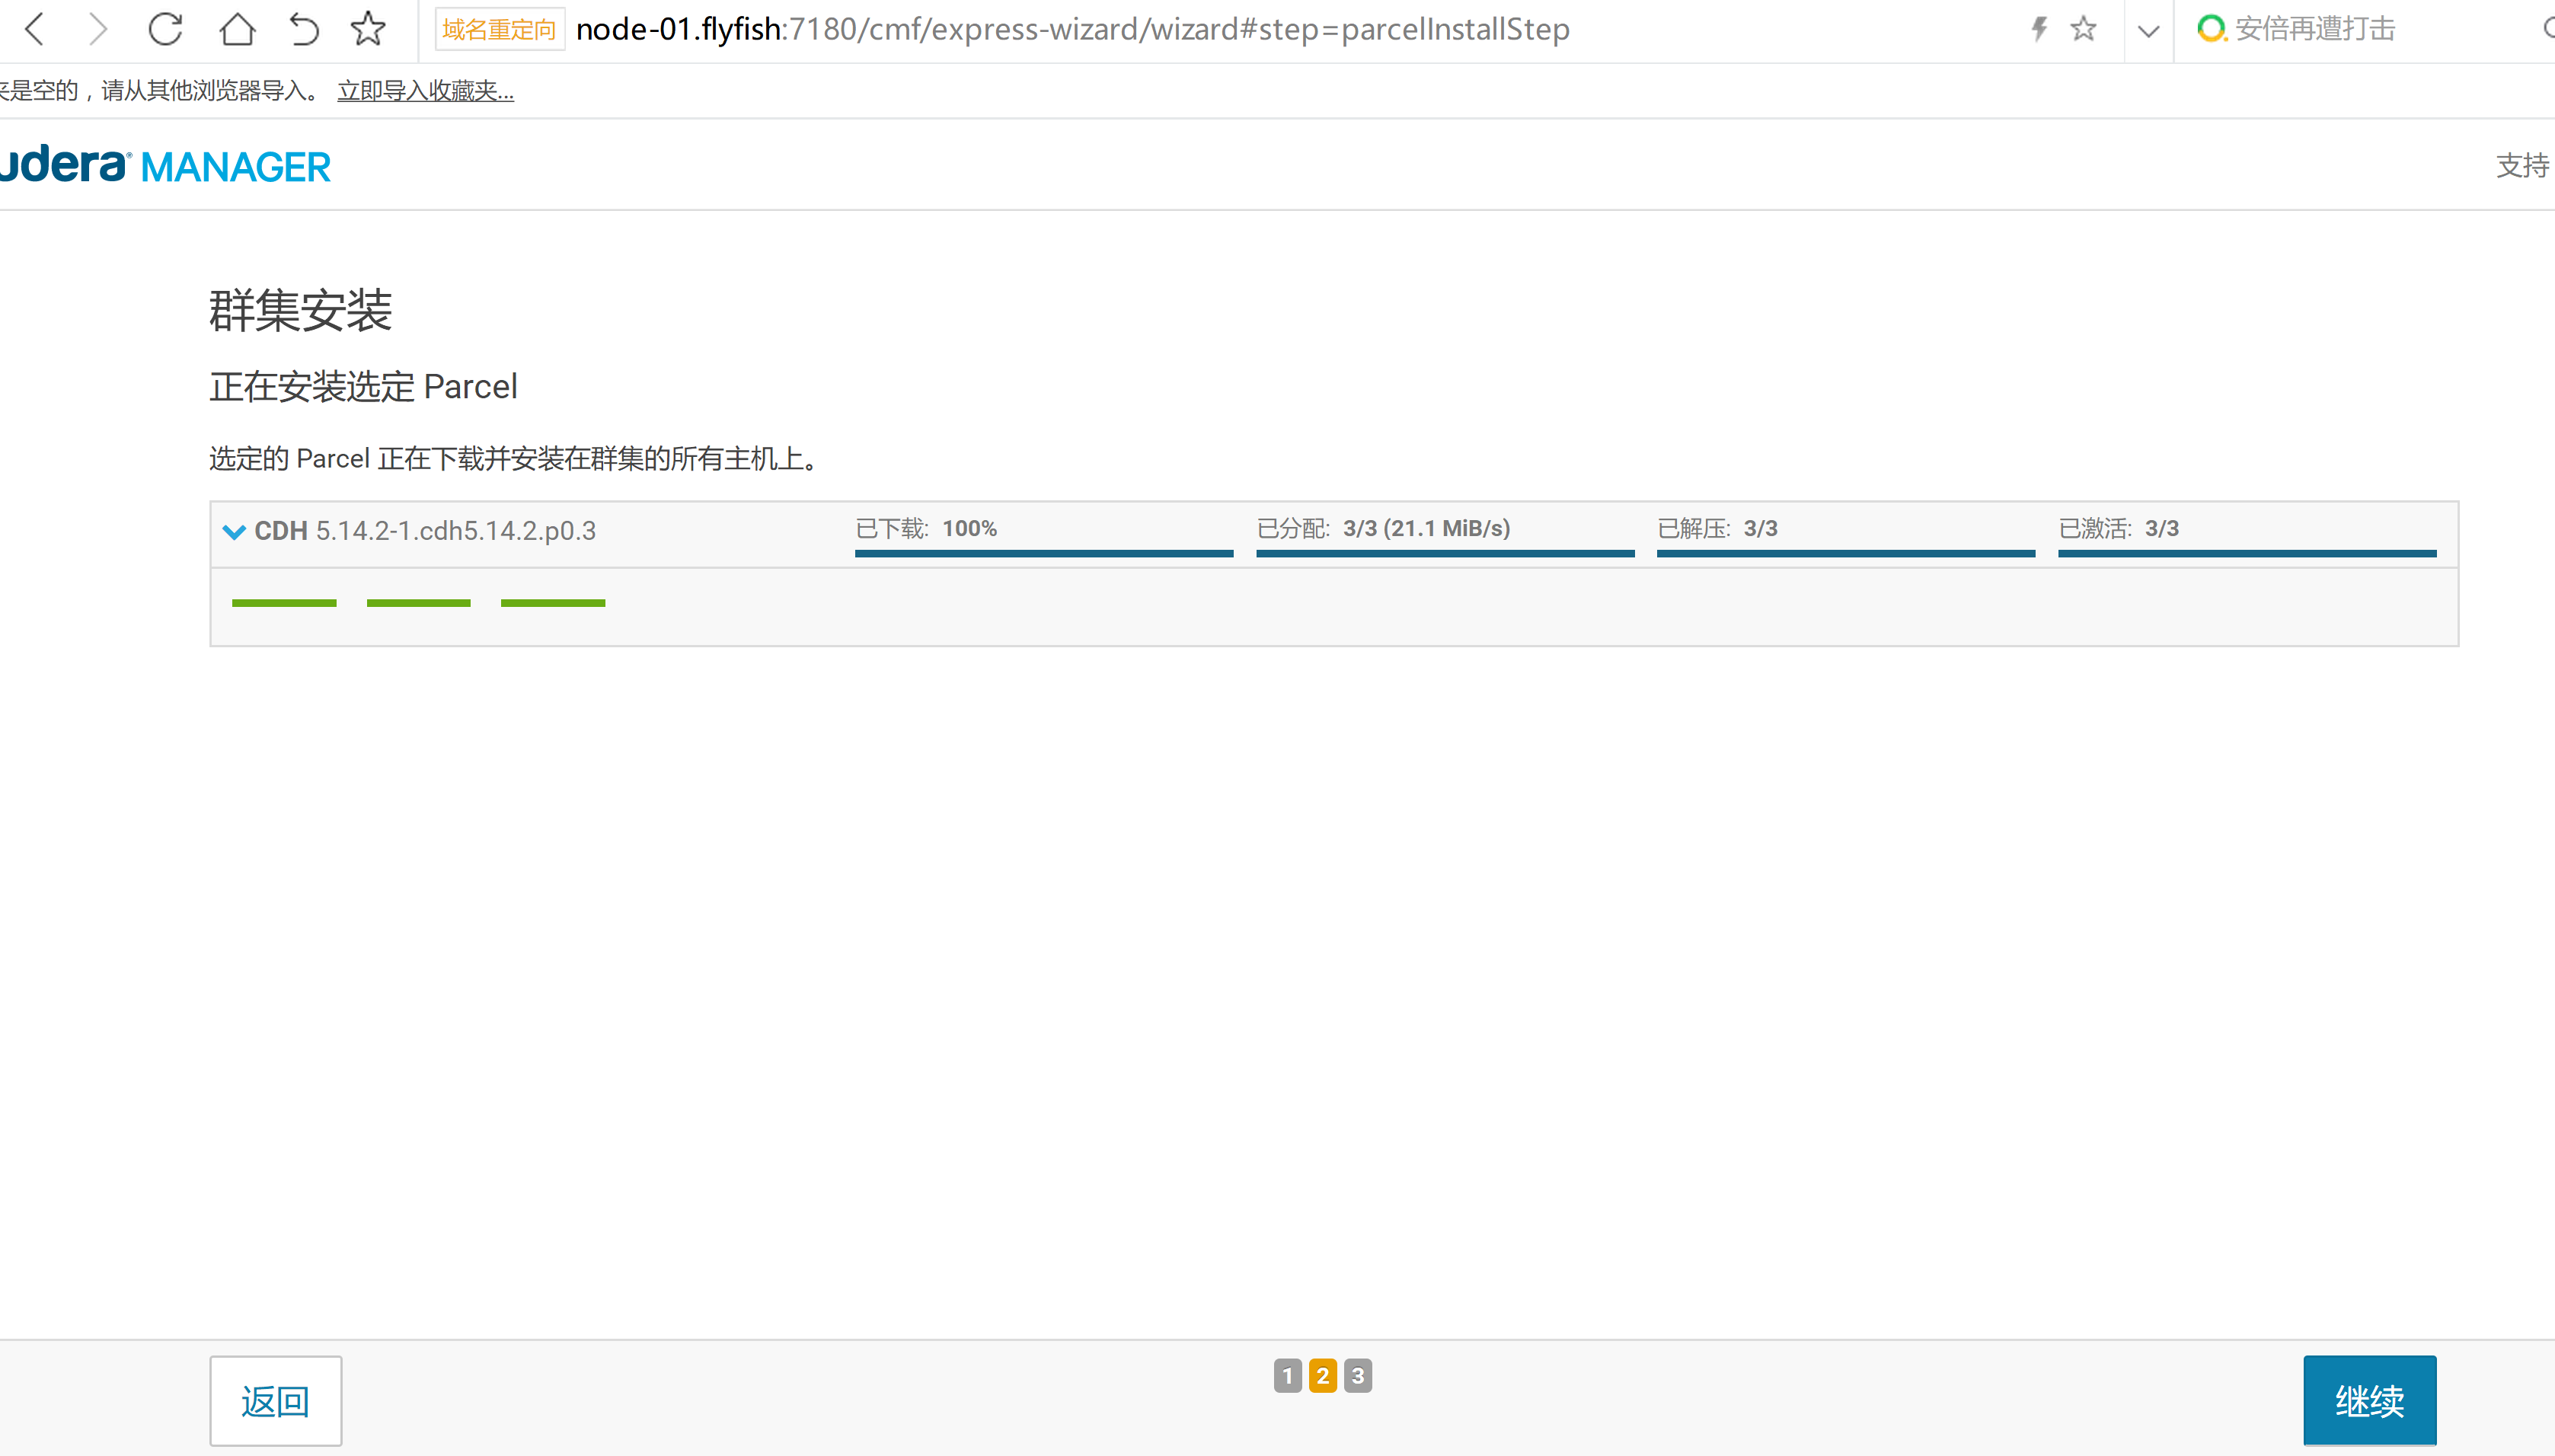 域名重定向 node-01.flyfish:7180/cmf/express-wizard/wizard#step=parcelInstallStep 安倍再遭打击
是空的，请从其他浏览器导入。 立即导入收藏夹...
udera MANAGER 支持
群集安装
正在安装选定 Parcel
选定的 Parcel 正在下载并安装在群集的所有主机上。
CDH 5.14.2-1.cdh5.14.2.p0.3 已下载: 100% 已分配: 3/3 (21.1 MiB/s) 已解压: 3/3 已激活: 3/3
返回 1 2 3 继续